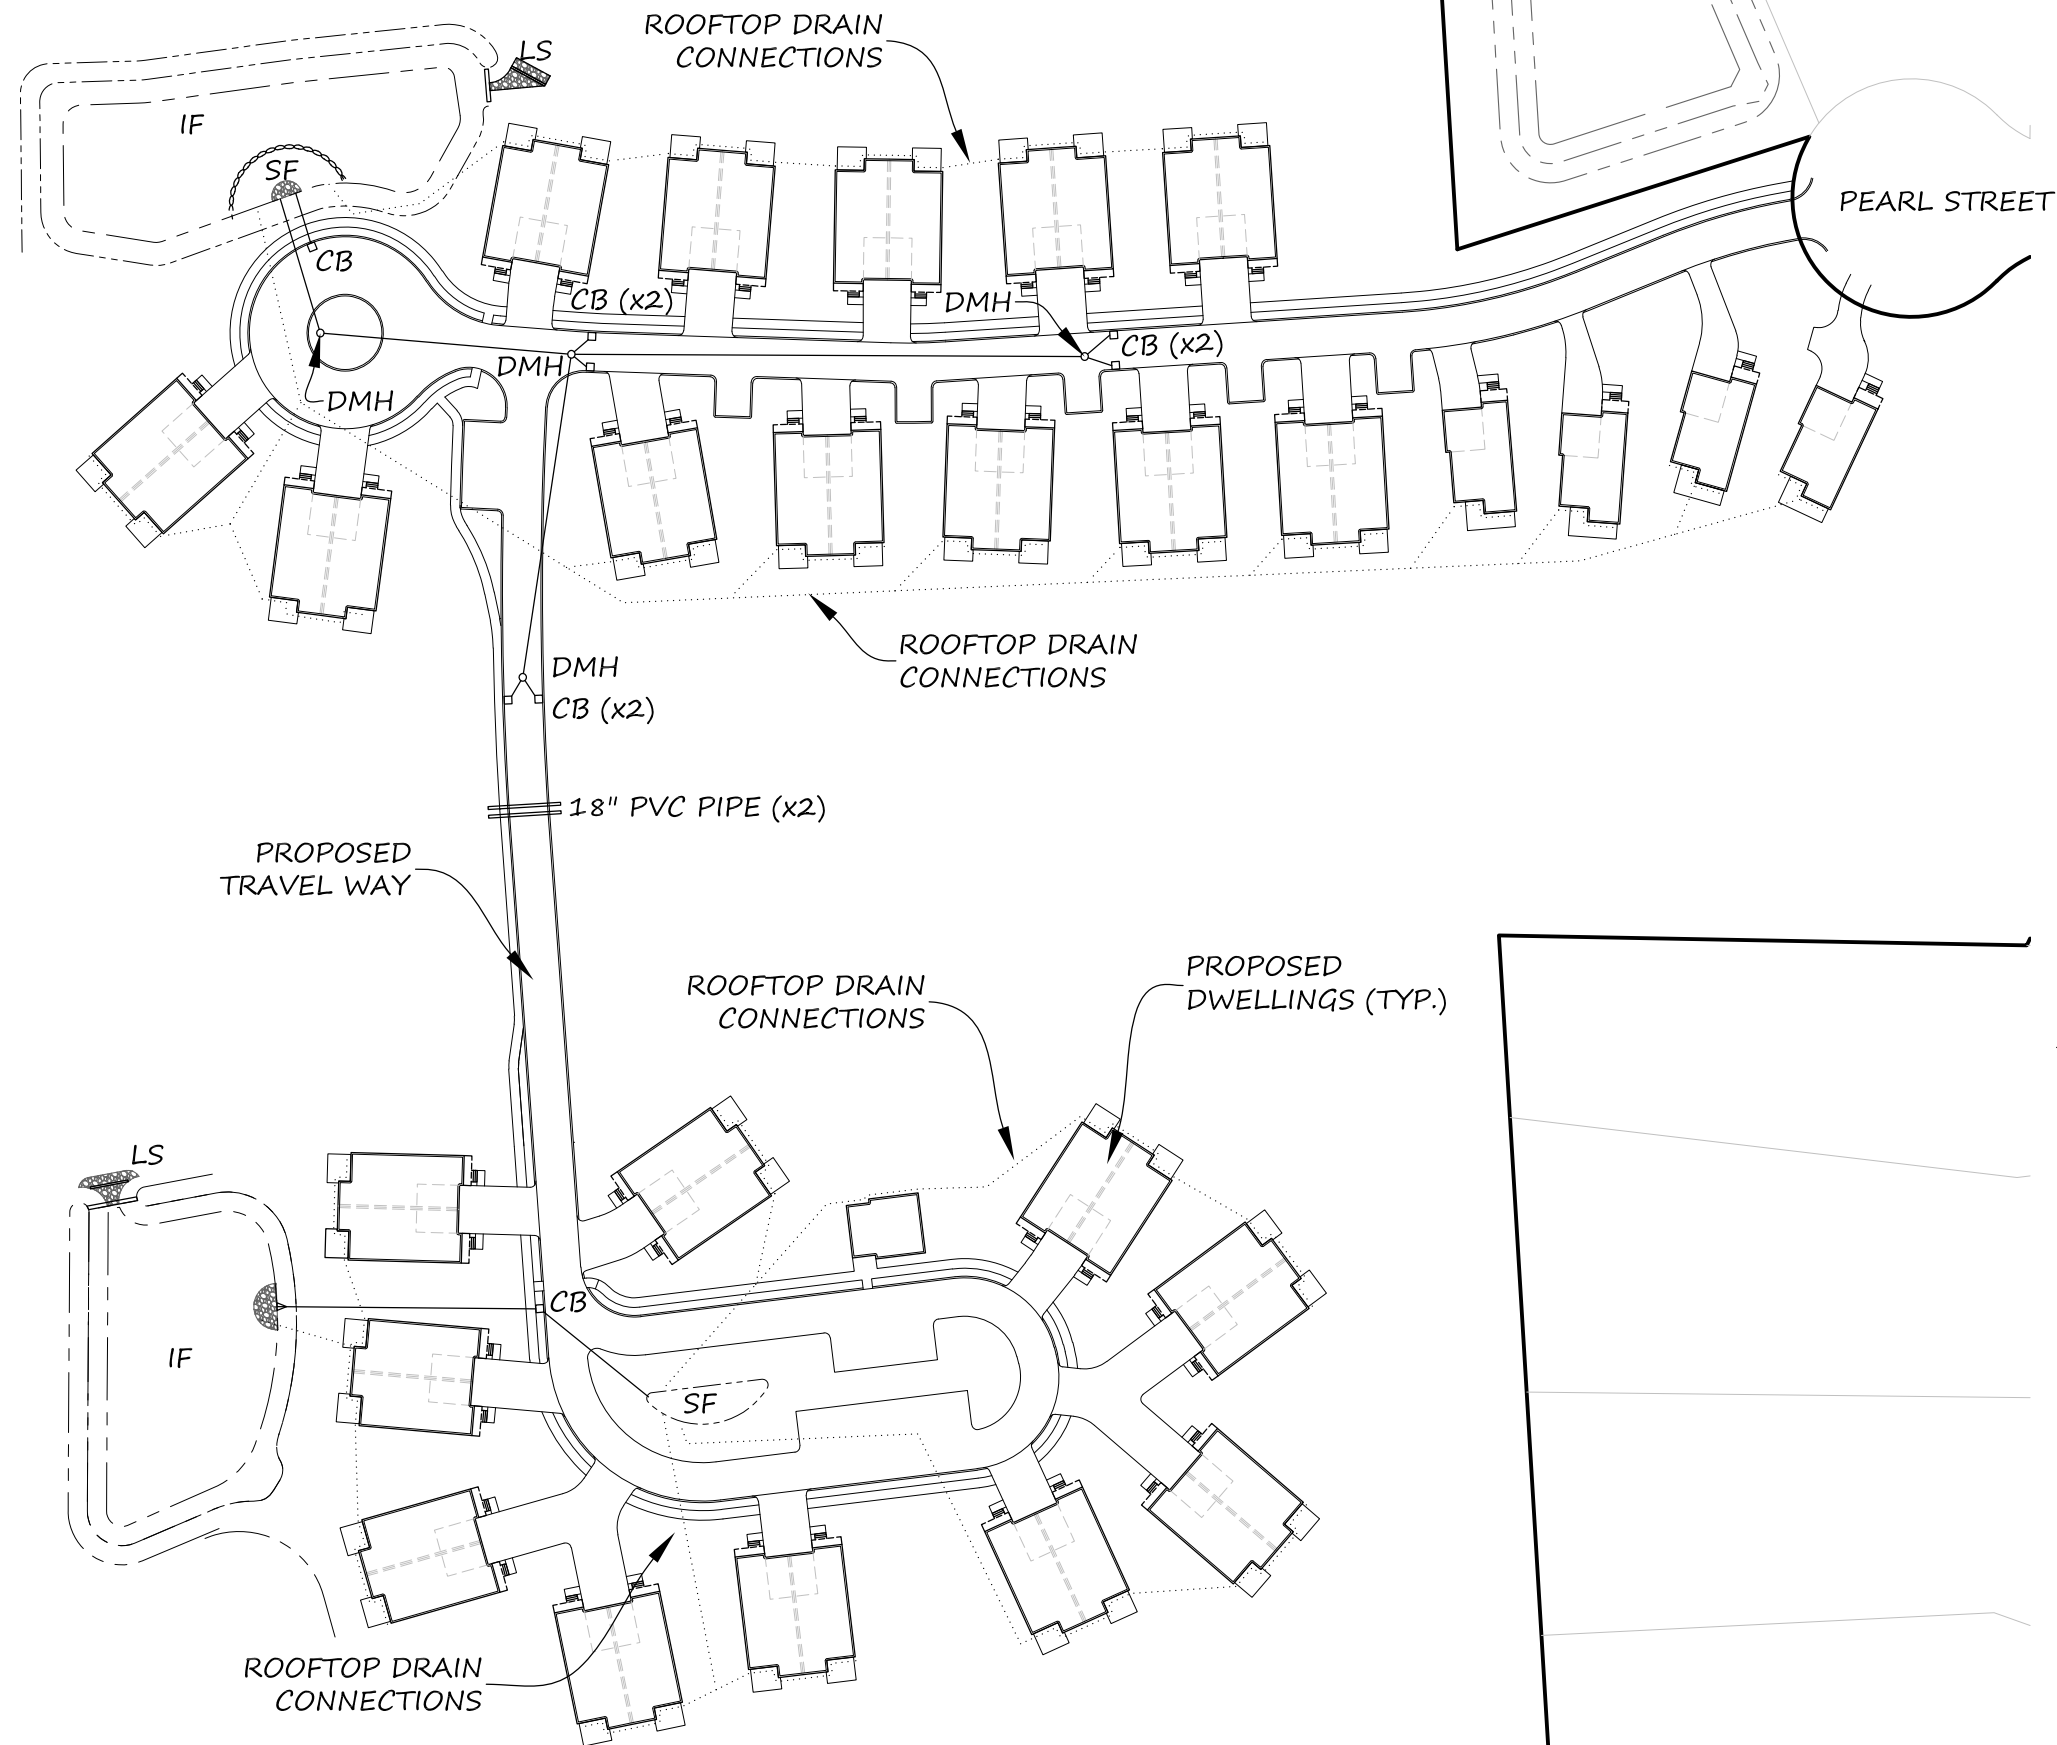 ROOFTOP DRAIN
CONNECTIONS
LS
IF
SF
PEARL STREET
CB
CB (x2)
DMH
CB (x2)
DMH
DMH
ROOFTOP DRAIN
CONNECTIONS
DMH
CB (x2)
18" PVC PIPE (x2)
PROPOSED
TRAVEL WAY
ROOFTOP DRAIN
CONNECTIONS
PROPOSED
DWELLINGS (TYP.)
LS
CB
IF
SF
ROOFTOP DRAIN
CONNECTIONS